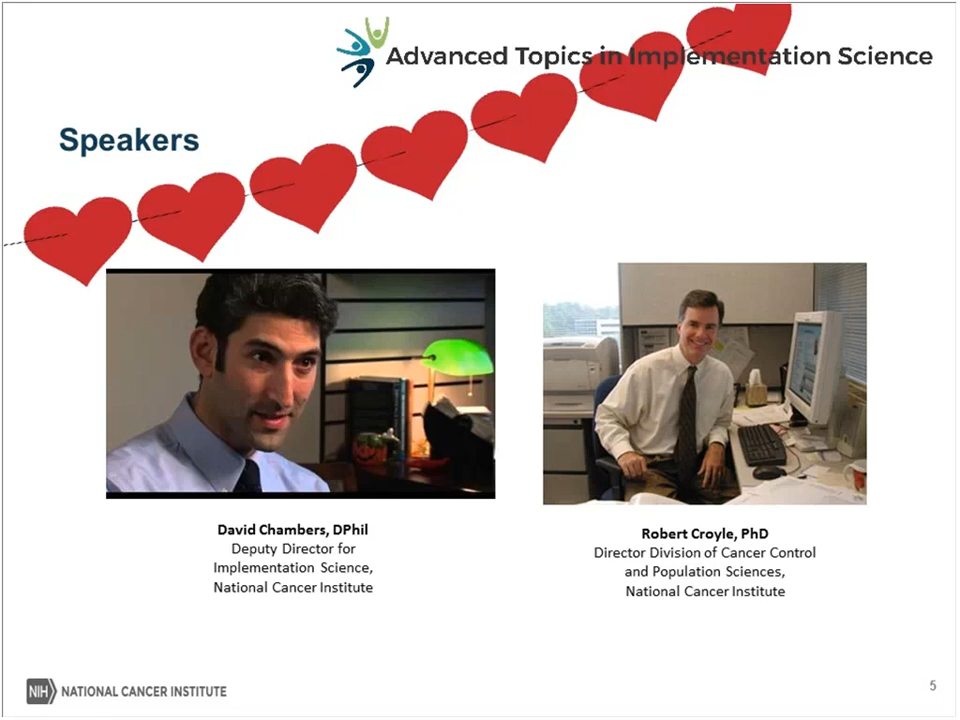 Advanced Topics in Implementation Science
Speakers
David Chambers, DPhil
Deputy Director for
Implementation Science,
National Cancer Institute
Robert Croyle, PhD
Director Division of Cancer Control
and Population Sciences,
National Cancer Institute
NIH NATIONAL CANCER INSTITUTE
5